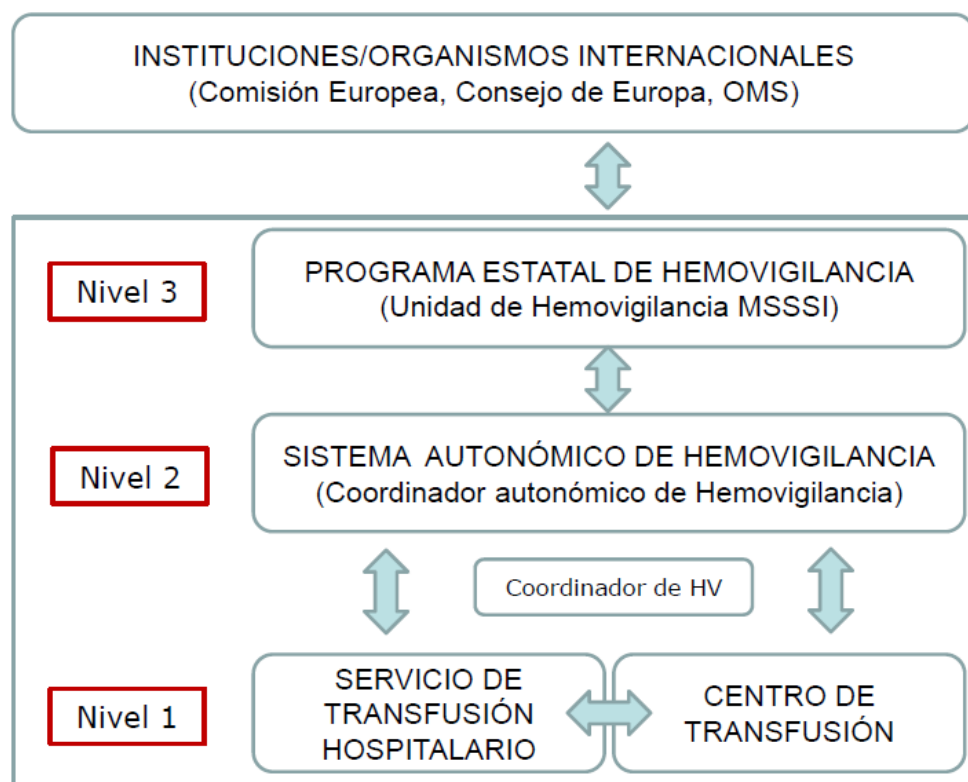 INSTITUCIONES/ORGANISMOS INTERNACIONALES
(Comisión Europea, Consejo de Europa, OMS)
Nivel 3
PROGRAMA ESTATAL DE HEMOVIGILANCIA
(Unidad de Hemovigilancia MSSSI)
Nivel 2
SISTEMA AUTONÓMICO DE HEMOVIGILANCIA
(Coordinador autonómico de Hemovigilancia)
Coordinador de HV
Nivel 1
SERVICIO DE
TRANSFUSIÓN
HOSPITALARIO
CENTRO DE
TRANSFUSIÓN